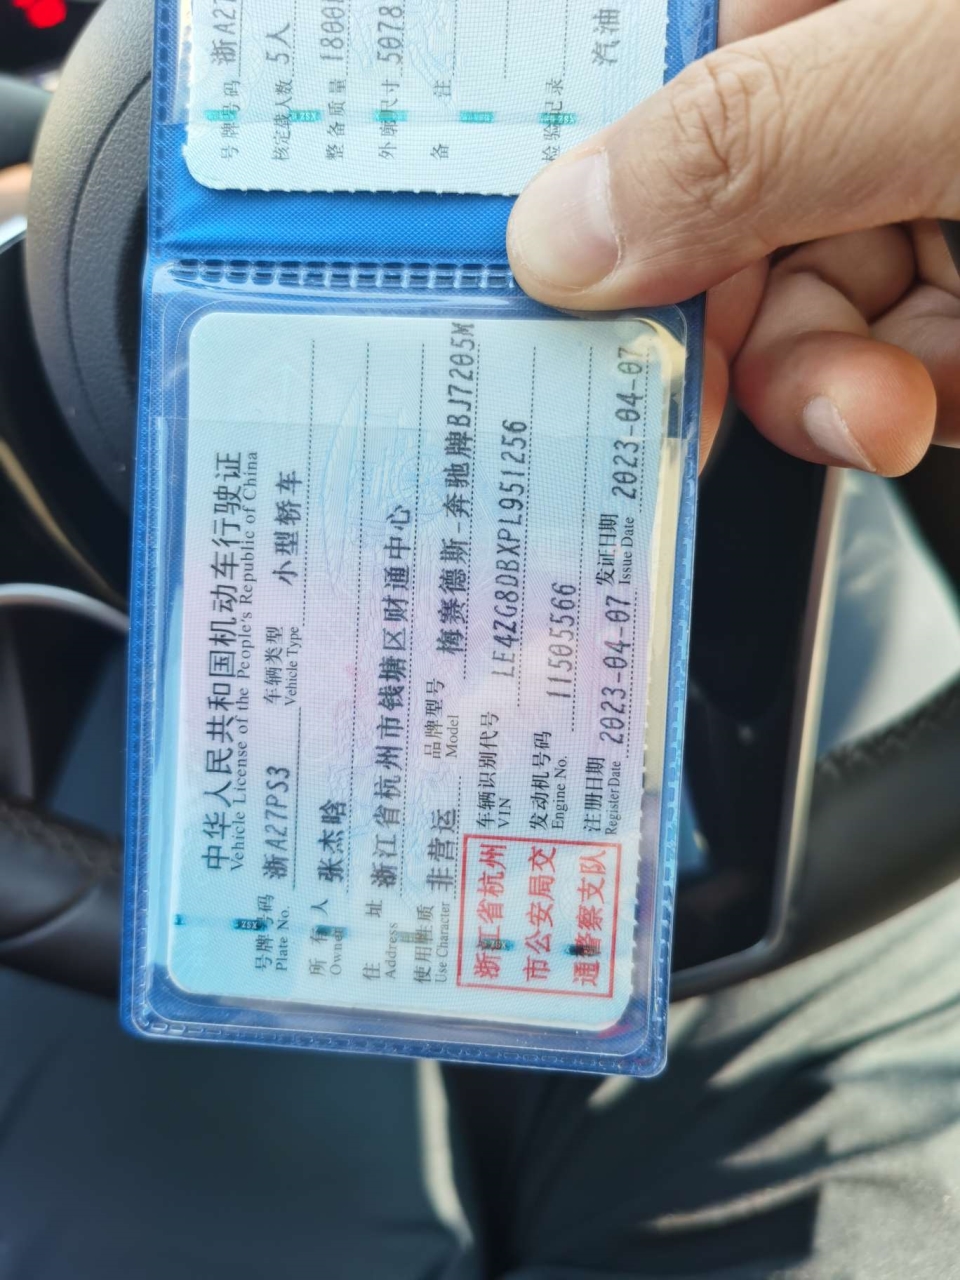 中华人民共和国机动车行驶证
Vehicle License of the People's Republic of China
号牌号码 浙A27PS3 车辆类型 小型轿车
Plate No. Vehicle Type
所有人 张杰晗
Owner
住址 浙江省杭州市钱塘区财通中心
Address
使用性质 非营运 品牌型号 梅赛德斯-奔驰牌BJ7205M
Use Character Model
浙江省杭州
市公安局交
通警察支队
车辆识别代号 LE4ZG8DBXPL951256
VIN
发动机号码 11505566
Engine No.
注册日期 2023-04-07 发证日期 2023-04-07
Register Date Issue Date
号牌号码 浙A27
核定载人数 5人
整备质量 1800
外廓尺寸 5078
备注
检验记录 汽油